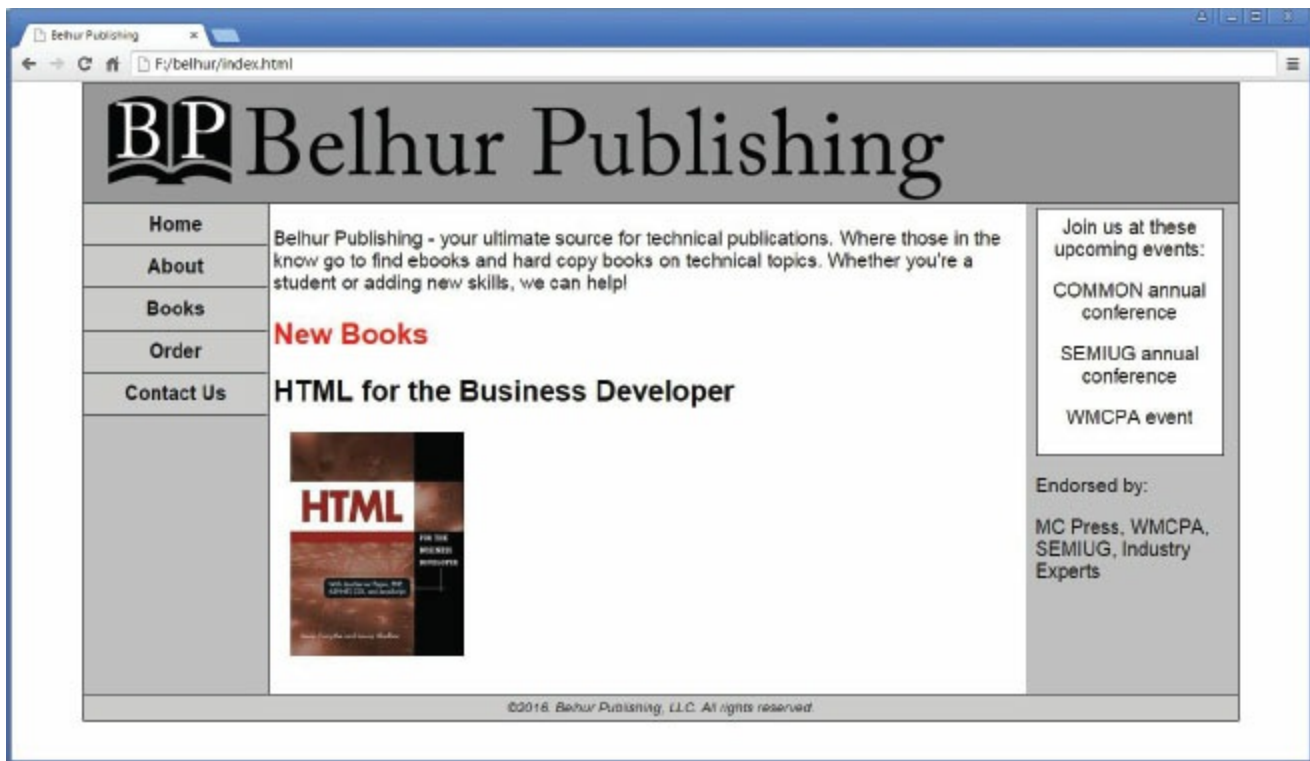 Belhur Publishing
F:/belhur/index.html
BP Belhur Publishing
Home
About
Books
Order
Contact Us
Belhur Publishing - your ultimate source for technical publications. Where those in the
know go to find ebooks and hard copy books on technical topics. Whether you're a
student or adding new skills, we can help!
New Books
HTML for the Business Developer
HTML
FOR THE
BUSINESS
DEVELOPER
Join us at these
upcoming events:
COMMON annual
conference
SEMIUG annual
conference
WMCPA event
Endorsed by:
MC Press, WMCPA,
SEMIUG, Industry
Experts
©2016. Belhur Publishing, LLC. All rights reserved.